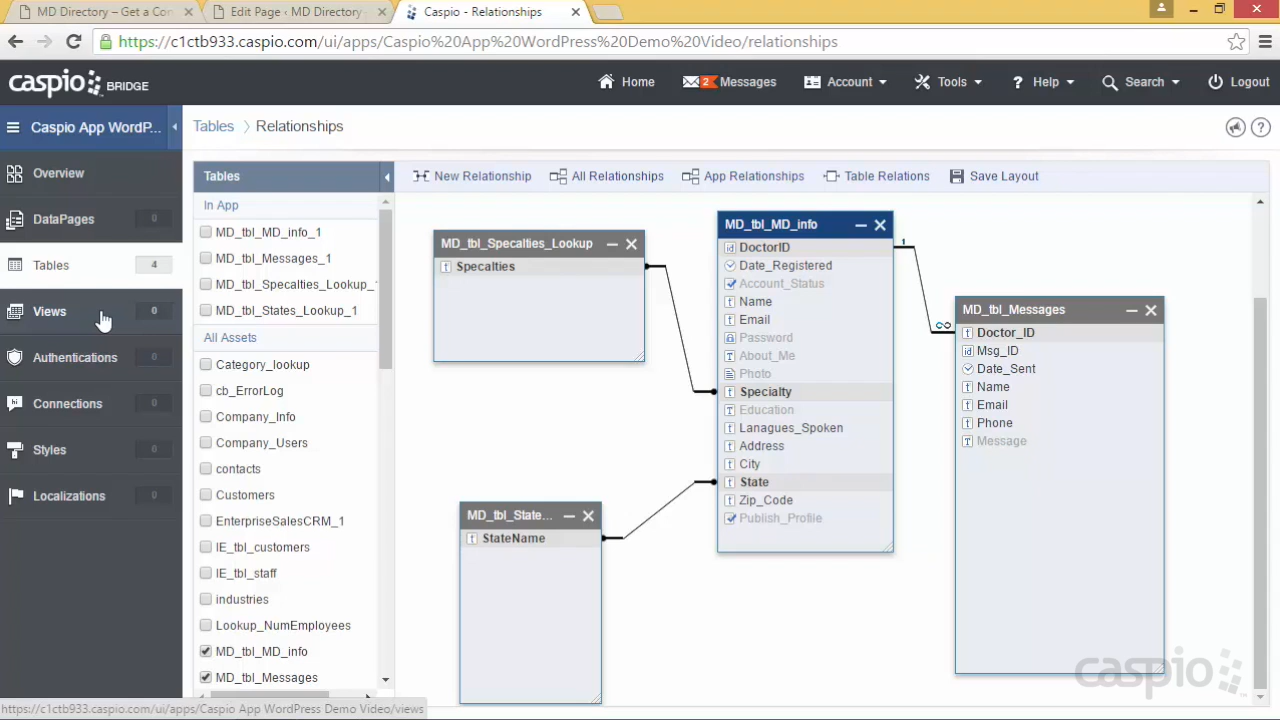 MD Directory – Get a Con
Edit Page ‹ MD Directory
Caspio - Relationships
https://c1ctb933.caspio.com/ui/apps/Caspio%20App%20WordPress%20Demo%20Video/relationships
caspio BRIDGE
Home
2 Messages
Account
Tools
? Help
Search
Logout
Caspio App WordP...
Tables > Relationships
?
Overview
DataPages 0
Tables 4
Views 0
Authentications 0
Connections 0
Styles 0
Localizations 0
Tables
In App
MD_tbl_MD_info_1
MD_tbl_Messages_1
MD_tbl_Specalties_Lookup_1
MD_tbl_States_Lookup_1
All Assets
Category_lookup
cb_ErrorLog
Company_Info
Company_Users
contacts
Customers
EnterpriseSalesCRM_1
IE_tbl_customers
IE_tbl_staff
industries
Lookup_NumEmployees
MD_tbl_MD_info
MD_tbl_Messages
New Relationship
All Relationships
App Relationships
Table Relations
Save Layout
MD_tbl_Specalties_Lookup
Specalties
MD_tbl_State...
StateName
MD_tbl_MD_info
DoctorID
Date_Registered
Account_Status
Name
Email
Password
About_Me
Photo
Specialty
Education
Lanagues_Spoken
Address
City
State
Zip_Code
Publish_Profile
1
∞
MD_tbl_Messages
Doctor_ID
Msg_ID
Date_Sent
Name
Email
Phone
Message
caspio
https://c1ctb933.caspio.com/ui/apps/Caspio App WordPress Demo Video/views